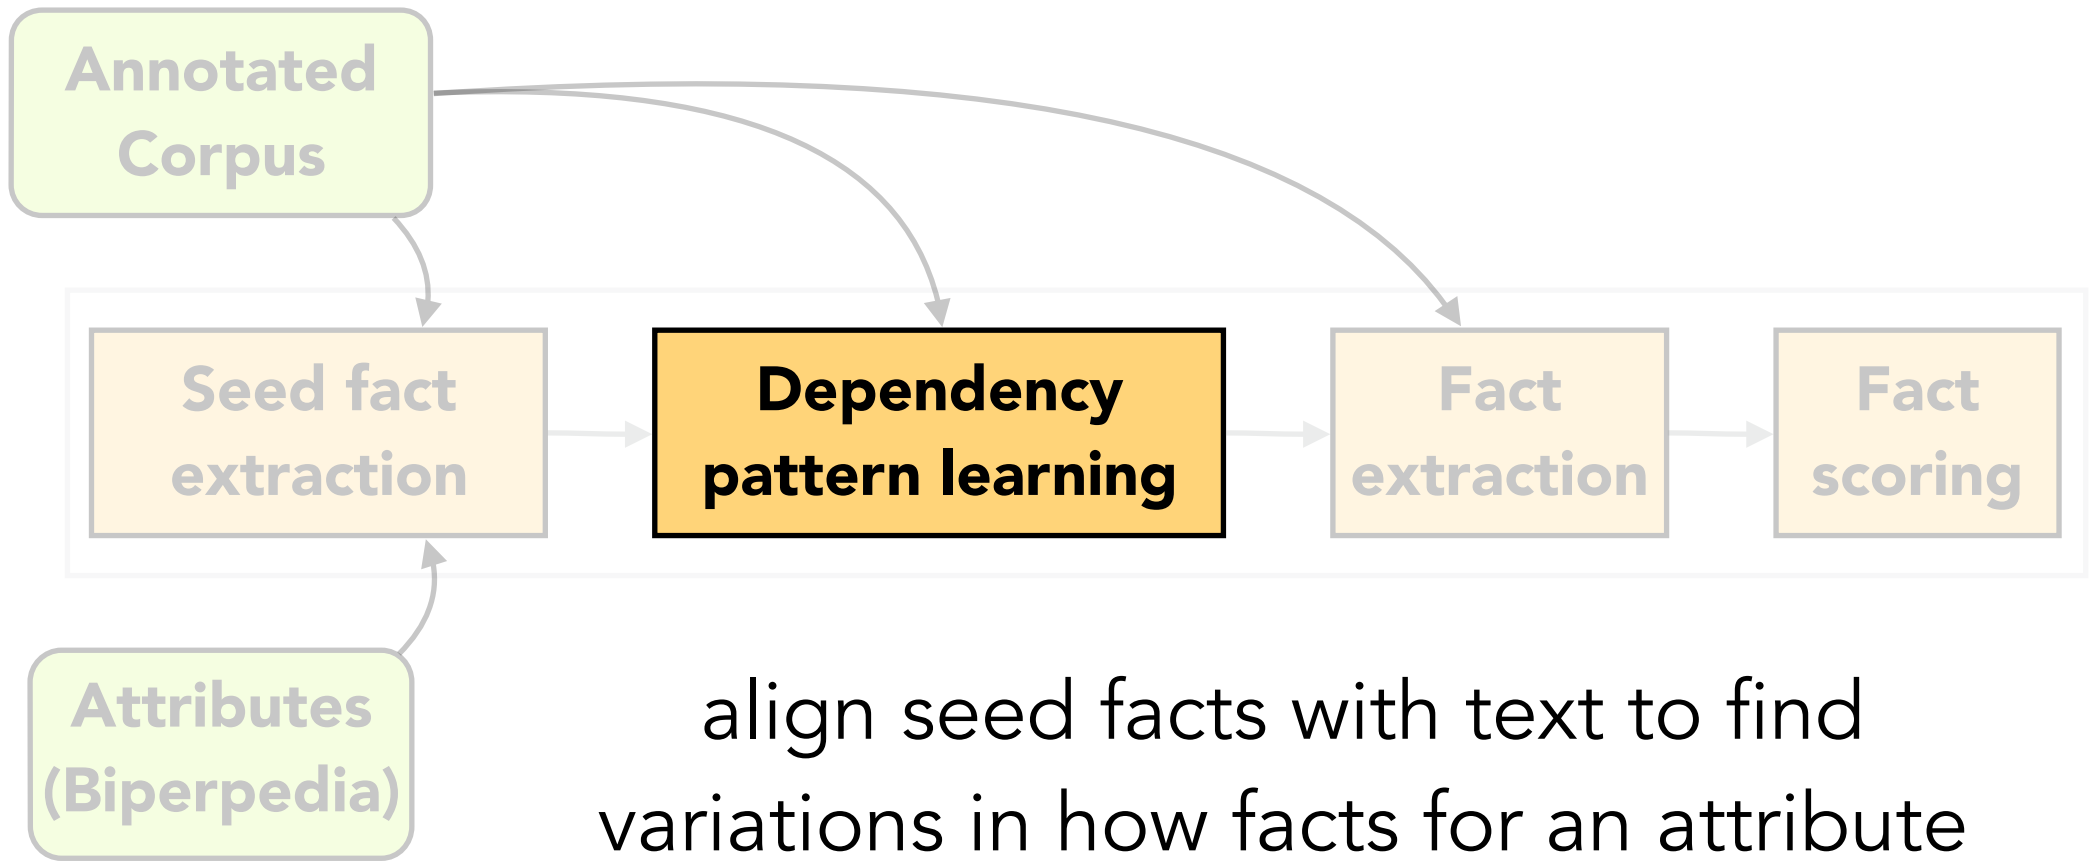 Annotated
Corpus
Seed fact
extraction
Dependency
pattern learning
Fact
extraction
Fact
scoring
Attributes
(Biperpedia)
align seed facts with text to find
variations in how facts for an attribute